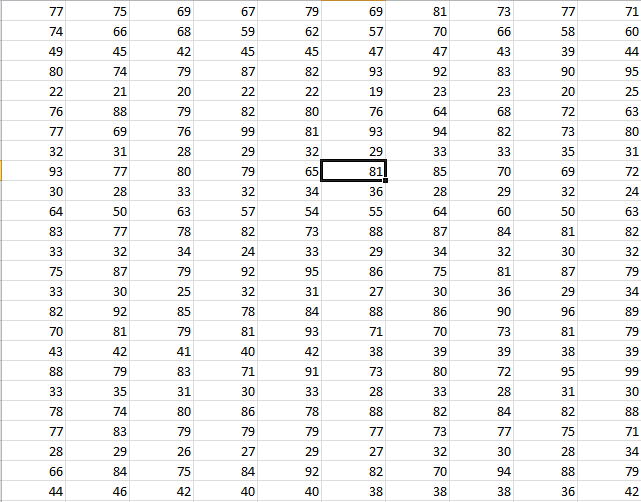 77 75 69 67 79 69 81 73 77 71
74 66 68 59 62 57 70 66 58 60
49 45 42 45 45 47 47 43 39 44
80 74 79 87 82 93 92 83 90 95
22 21 20 22 22 19 23 23 20 25
76 88 79 82 80 76 64 68 72 63
77 69 76 99 81 93 94 82 73 80
32 31 28 29 32 29 33 33 35 31
93 77 80 79 65 81 85 70 69 72
30 28 33 32 34 36 28 29 32 24
64 50 63 57 54 55 64 60 50 63
83 77 78 82 73 88 87 84 81 82
33 32 34 24 33 29 34 32 30 32
75 87 79 92 95 86 75 81 87 79
33 30 25 32 31 27 30 36 29 34
82 92 85 78 84 88 86 90 96 89
70 81 79 81 93 71 70 73 81 79
43 42 41 40 42 38 39 39 38 39
88 79 83 71 91 73 80 72 95 99
33 35 31 30 33 28 33 28 31 30
78 74 80 86 78 88 82 84 82 88
77 83 79 79 79 77 73 77 75 71
28 29 26 27 29 27 32 30 28 34
66 84 75 84 92 82 70 94 88 79
44 46 42 40 40 38 38 38 36 42